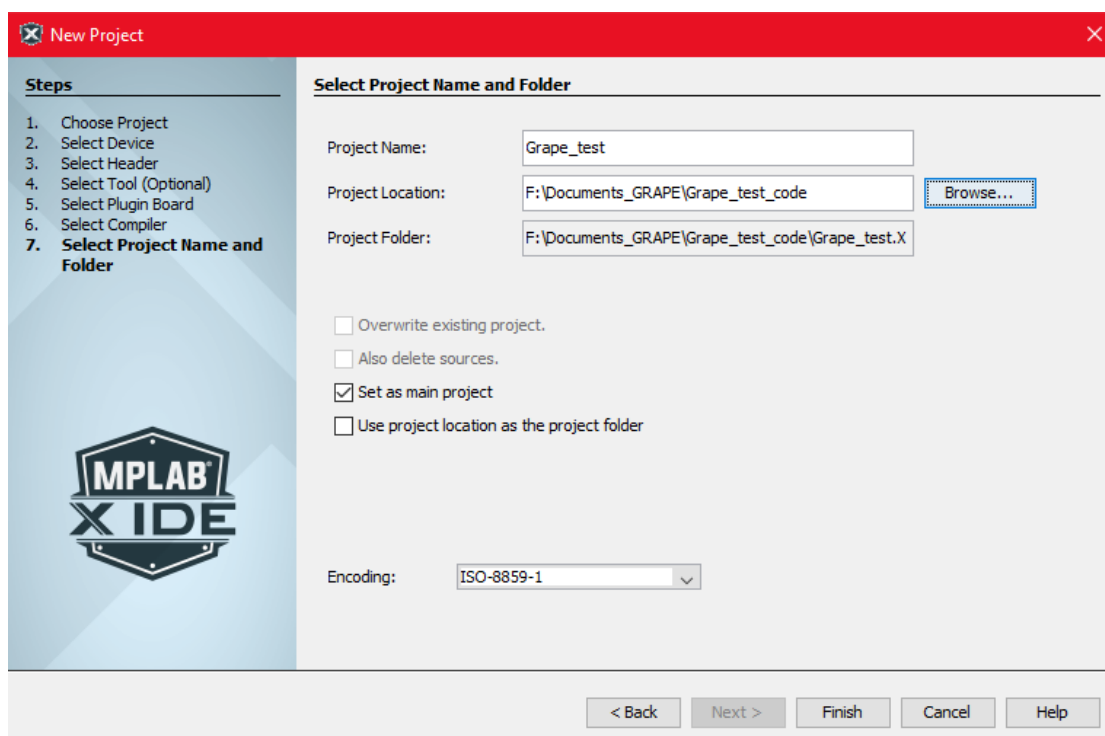 New Project
Steps
1. Choose Project
2. Select Device
3. Select Header
4. Select Tool (Optional)
5. Select Plugin Board
6. Select Compiler
7. Select Project Name and
Folder
MPLAB®
X IDE
Select Project Name and Folder
Project Name: Grape_test
Project Location: F:\Documents_GRAPE\Grape_test_code Browse...
Project Folder: F:\Documents_GRAPE\Grape_test_code\Grape_test.X
Overwrite existing project.
Also delete sources.
Set as main project
Use project location as the project folder
Encoding: ISO-8859-1
< Back Next > Finish Cancel Help